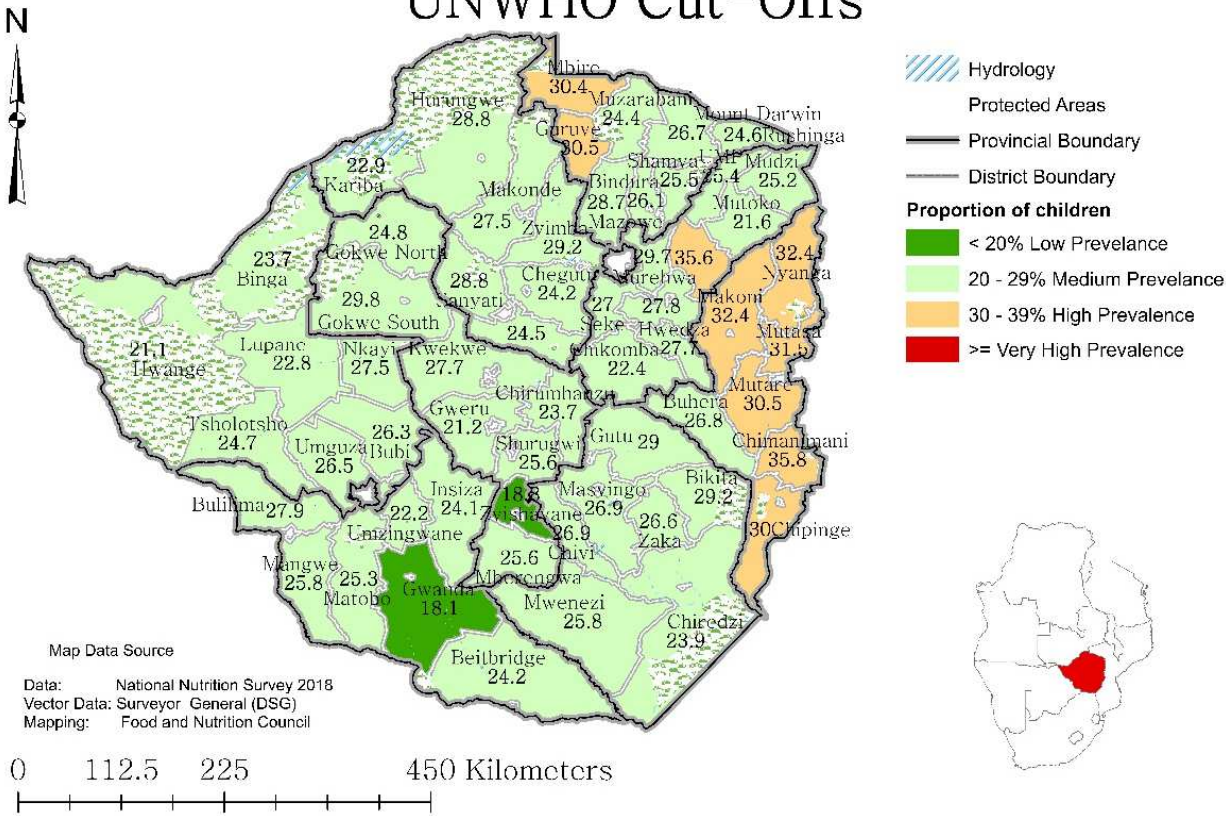 UNWHO Cut-Offs
N
Mbire
30.4
Hurungwe
28.8
Muzarabani
24.4
Mount Darwin
26.7
24.6 Rushinga
Guruve
30.5
Shamva
25.5
UMP
25.4
Mudzi
25.2
22.9
Kariba
Makonde
27.5
Bindura
28.7 26.1
Mazowe
Mutoko
21.6
24.8
Gokwe North
Zvimba
29.2
29.7 35.6
Murehwa
32.4
Nyanga
23.7
Binga
28.8
Sanyati
Chegutu
24.2
27
Seke
27.8
Makoni
32.4
29.8
Gokwe South
24.5
Hwedza
27.7
Mutasa
31.5
21.1
Hwange
Lupane
22.8
Nkayi
27.5
Kwekwe
27.7
22.4
Mutare
30.5
Chirumhanzu
23.7
Buhera
26.8
Gweru
21.2
Tsholotsho
24.7
Umguza
26.5
26.3
Bubi
Shurugwi
25.6
Gutu 29
Chimanimani
35.8
Bikita
29.2
Bulilima 27.9
Insiza
24.1
18.8
Zvishavane
Masvingo
26.9
22.2
Umzingwane
26.9
Chivi
26.6
Zaka
30 Chipinge
Mangwe
25.8
25.3
Matobo
25.6
Mberengwa
Gwanda
18.1
Mwenezi
25.8
Chiredzi
23.9
Beitbridge
24.2
Hydrology
Protected Areas
Provincial Boundary
District Boundary
Proportion of children
< 20% Low Prevelance
20 - 29% Medium Prevelance
30 - 39% High Prevalence
>= Very High Prevalence
Map Data Source
Data: National Nutrition Survey 2018
Vector Data: Surveyor General (DSG)
Mapping: Food and Nutrition Council
0 112.5 225 450 Kilometers